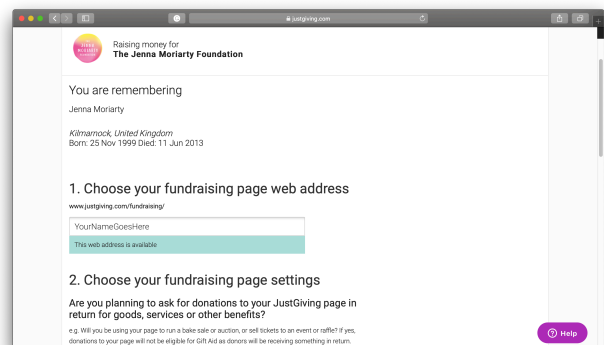 justgiving.com
Raising money for
The Jenna Moriarty Foundation
You are remembering
Jenna Moriarty
Kilmarnock, United Kingdom
Born: 25 Nov 1999 Died: 11 Jun 2013
1. Choose your fundraising page web address
www.justgiving.com/fundraising/
YourNameGoesHere
This web address is available
2. Choose your fundraising page settings
Are you planning to ask for donations to your JustGiving page in
return for goods, services or other benefits?
e.g. Will you be using your page to run a bake sale or auction, or sell tickets to an event or raffle? If yes,
donations to your page will not be eligible for Gift Aid as donors will be receiving something in return.
Help